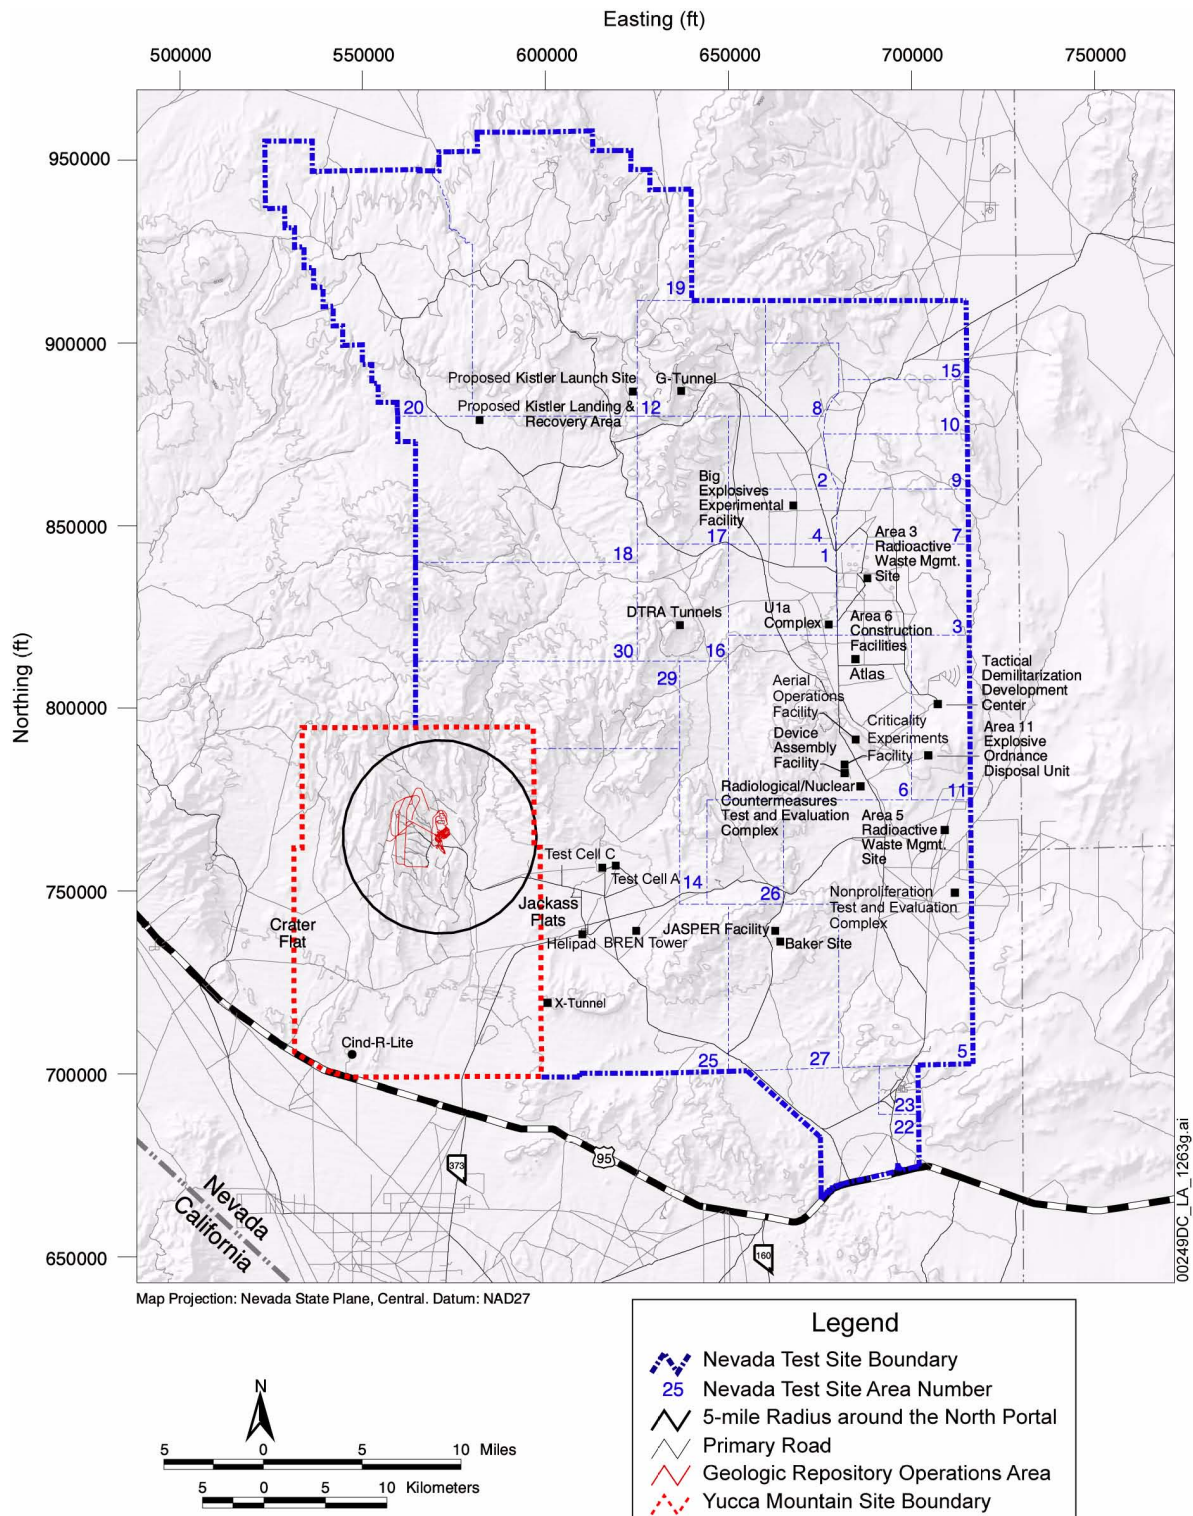 Easting (ft)
500000 550000 600000 650000 700000 750000
Northing (ft)
950000
900000
850000
800000
750000
700000
650000
19
15
Proposed Kistler Launch Site
G-Tunnel
20
Proposed Kistler Landing &
Recovery Area
12
8
10
Big
Explosives
Experimental
Facility
2
9
17
4
7
18
1
Area 3
Radioactive
Waste Mgmt.
Site
DTRA Tunnels
U1a
Complex
Area 6
Construction
Facilities
3
30
16
29
Atlas
Tactical
Demilitarization
Development
Center
Aerial
Operations
Facility
Criticality
Experiments
Facility
Device
Assembly
Facility
Area 11
Explosive
Ordnance
Disposal Unit
Radiological/Nuclear
Countermeasures
Test and Evaluation
Complex
6
11
Area 5
Radioactive
Waste Mgmt.
Site
Test Cell C
Test Cell A
14
26
Nonproliferation
Test and Evaluation
Complex
Jackass
Flats
Crater
Flat
Helipad
BREN Tower
JASPER Facility
Baker Site
X-Tunnel
Cind-R-Lite
25
27
5
23
22
373
95
160
Nevada
California
00249DC_LA_1263g.ai
Map Projection: Nevada State Plane, Central. Datum: NAD27
N
5 0 5 10 Miles
5 0 5 10 Kilometers
Legend
Nevada Test Site Boundary
25 Nevada Test Site Area Number
5-mile Radius around the North Portal
Primary Road
Geologic Repository Operations Area
Yucca Mountain Site Boundary